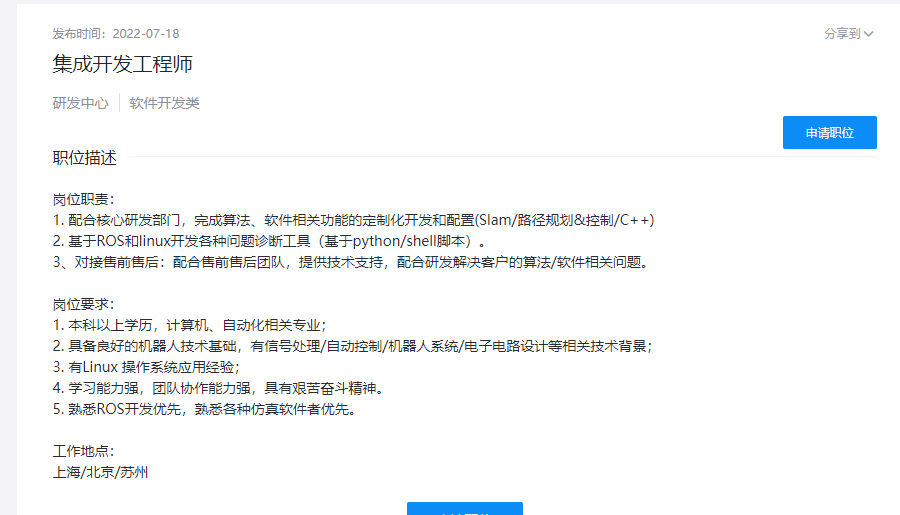 发布时间：2022-07-18
分享到
集成开发工程师
研发中心 软件开发类
申请职位
职位描述
岗位职责：
1. 配合核心研发部门，完成算法、软件相关功能的定制化开发和配置(Slam/路径规划&控制/C++)
2. 基于ROS和linux开发各种问题诊断工具（基于python/shell脚本）。
3、对接售前售后：配合售前售后团队，提供技术支持，配合研发解决客户的算法/软件相关问题。
岗位要求：
1. 本科以上学历，计算机、自动化相关专业；
2. 具备良好的机器人技术基础，有信号处理/自动控制/机器人系统/电子电路设计等相关技术背景；
3. 有Linux 操作系统应用经验；
4. 学习能力强，团队协作能力强，具有艰苦奋斗精神。
5. 熟悉ROS开发优先，熟悉各种仿真软件者优先。
工作地点：
上海/北京/苏州